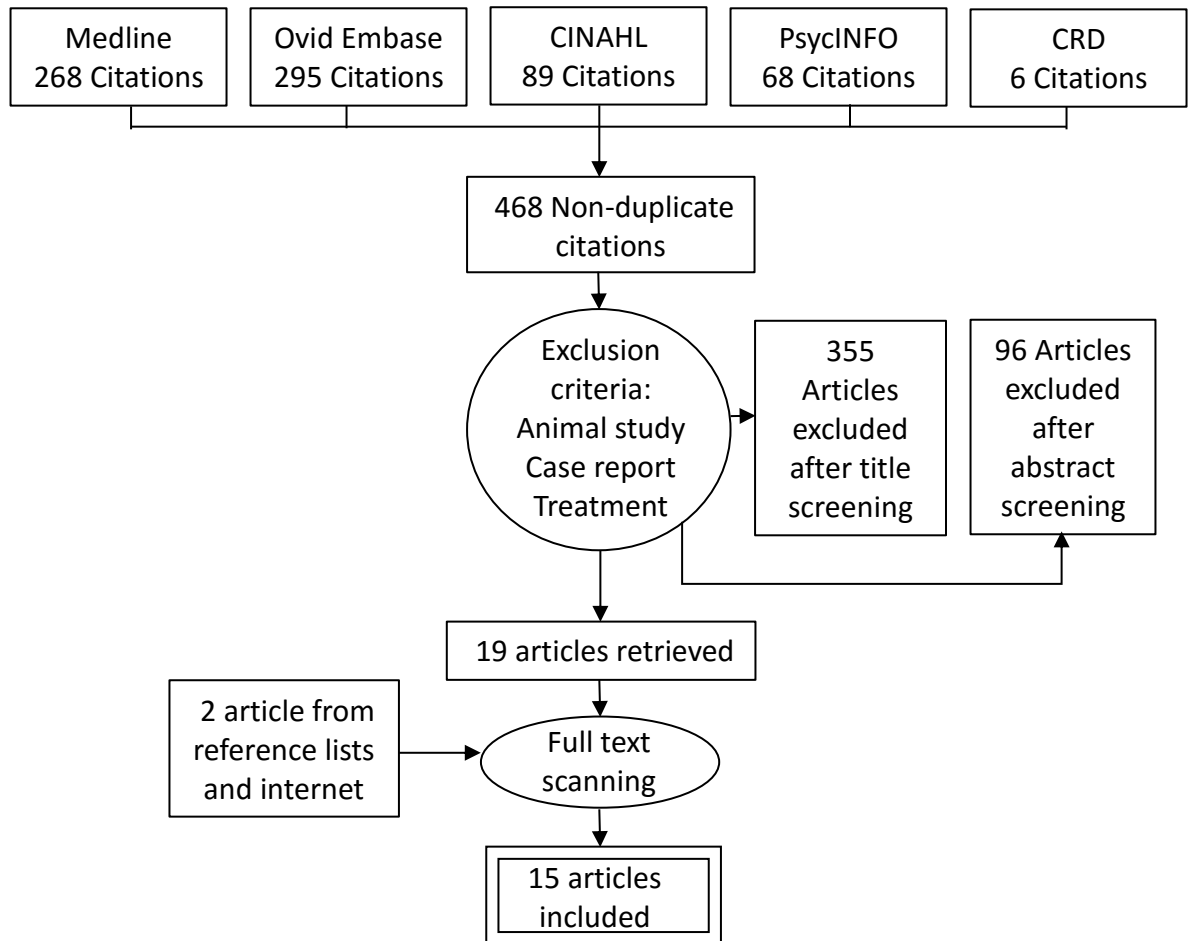 Medline
268 Citations
Ovid Embase
295 Citations
CINAHL
89 Citations
PsycINFO
68 Citations
CRD
6 Citations
468 Non-duplicate
citations
Exclusion
criteria:
Animal study
Case report
Treatment
355
Articles
excluded
after title
screening
96 Articles
excluded
after
abstract
screening
19 articles retrieved
2 article from
reference lists
and internet
Full text
scanning
15 articles
included